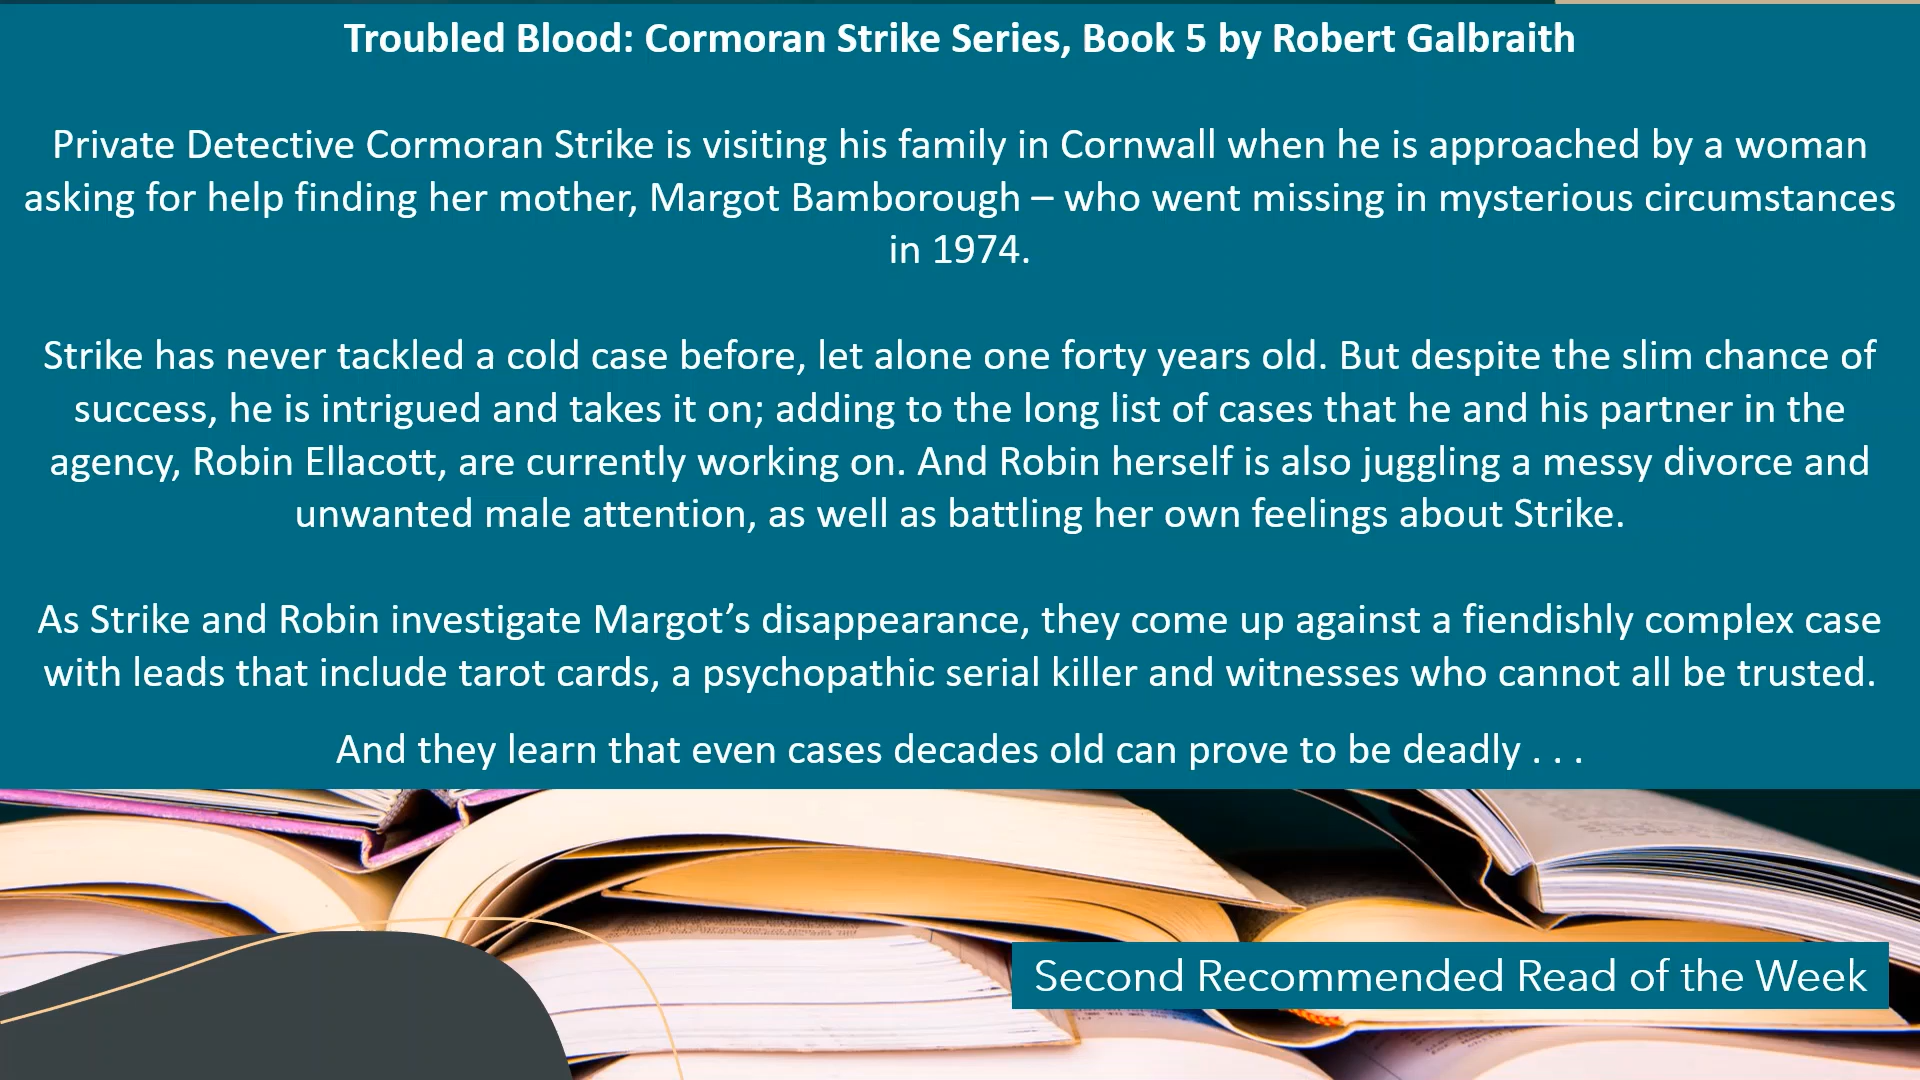 Troubled Blood: Cormoran Strike Series, Book 5 by Robert Galbraith
Private Detective Cormoran Strike is visiting his family in Cornwall when he is approached by a woman
asking for help finding her mother, Margot Bamborough – who went missing in mysterious circumstances
in 1974.
Strike has never tackled a cold case before, let alone one forty years old. But despite the slim chance of
success, he is intrigued and takes it on; adding to the long list of cases that he and his partner in the
agency, Robin Ellacott, are currently working on. And Robin herself is also juggling a messy divorce and
unwanted male attention, as well as battling her own feelings about Strike.
As Strike and Robin investigate Margot’s disappearance, they come up against a fiendishly complex case
with leads that include tarot cards, a psychopathic serial killer and witnesses who cannot all be trusted.
And they learn that even cases decades old can prove to be deadly . . .
Second Recommended Read of the Week